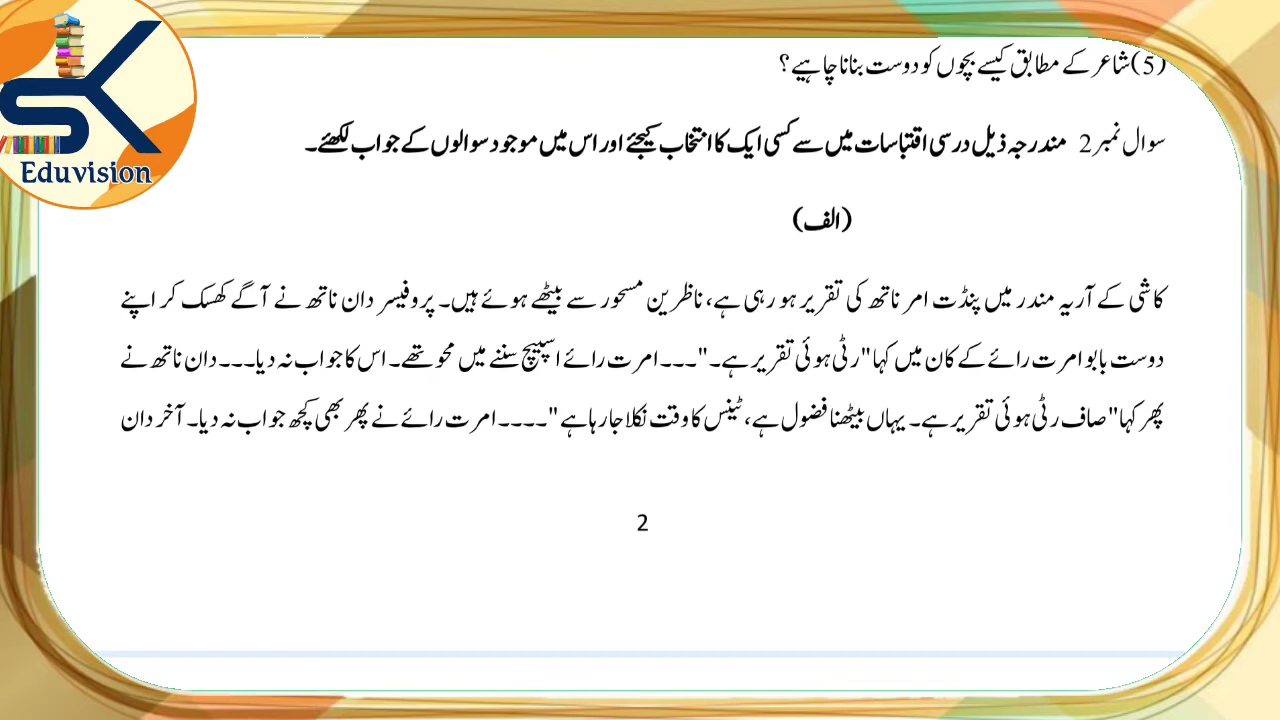 SK
Eduvision
(5) شاعر کے مطابق کیسے بچوں کو دوست بنانا چاہیے؟
سوال نمبر 2 مندرجہ ذیل درسی اقتباسات میں سے کسی ایک کا انتخاب کیجئے اور اس میں موجود سوالوں کے جواب لکھئے۔
(الف)
کاشی کے آریہ مندر میں پنڈت امر ناتھ کی تقریر ہو رہی ہے، ناظرین مسحور سے بیٹھے ہوئے ہیں۔ پروفیسر دان ناتھ نے آگے کھسک کر اپنے
دوست بابو امرت رائے کے کان میں کہا "رٹی ہوئی تقریر ہے۔"۔۔۔امرت رائے اسپیچ سننے میں محو تھے۔ اس کا جواب نہ دیا۔۔۔دان ناتھ نے
پھر کہا "صاف رٹی ہوئی تقریر ہے۔ یہاں بیٹھنا فضول ہے، ٹینس کا وقت نکلا جا رہا ہے"۔۔۔۔امرت رائے نے پھر بھی کچھ جواب نہ دیا۔ آخر دان
2